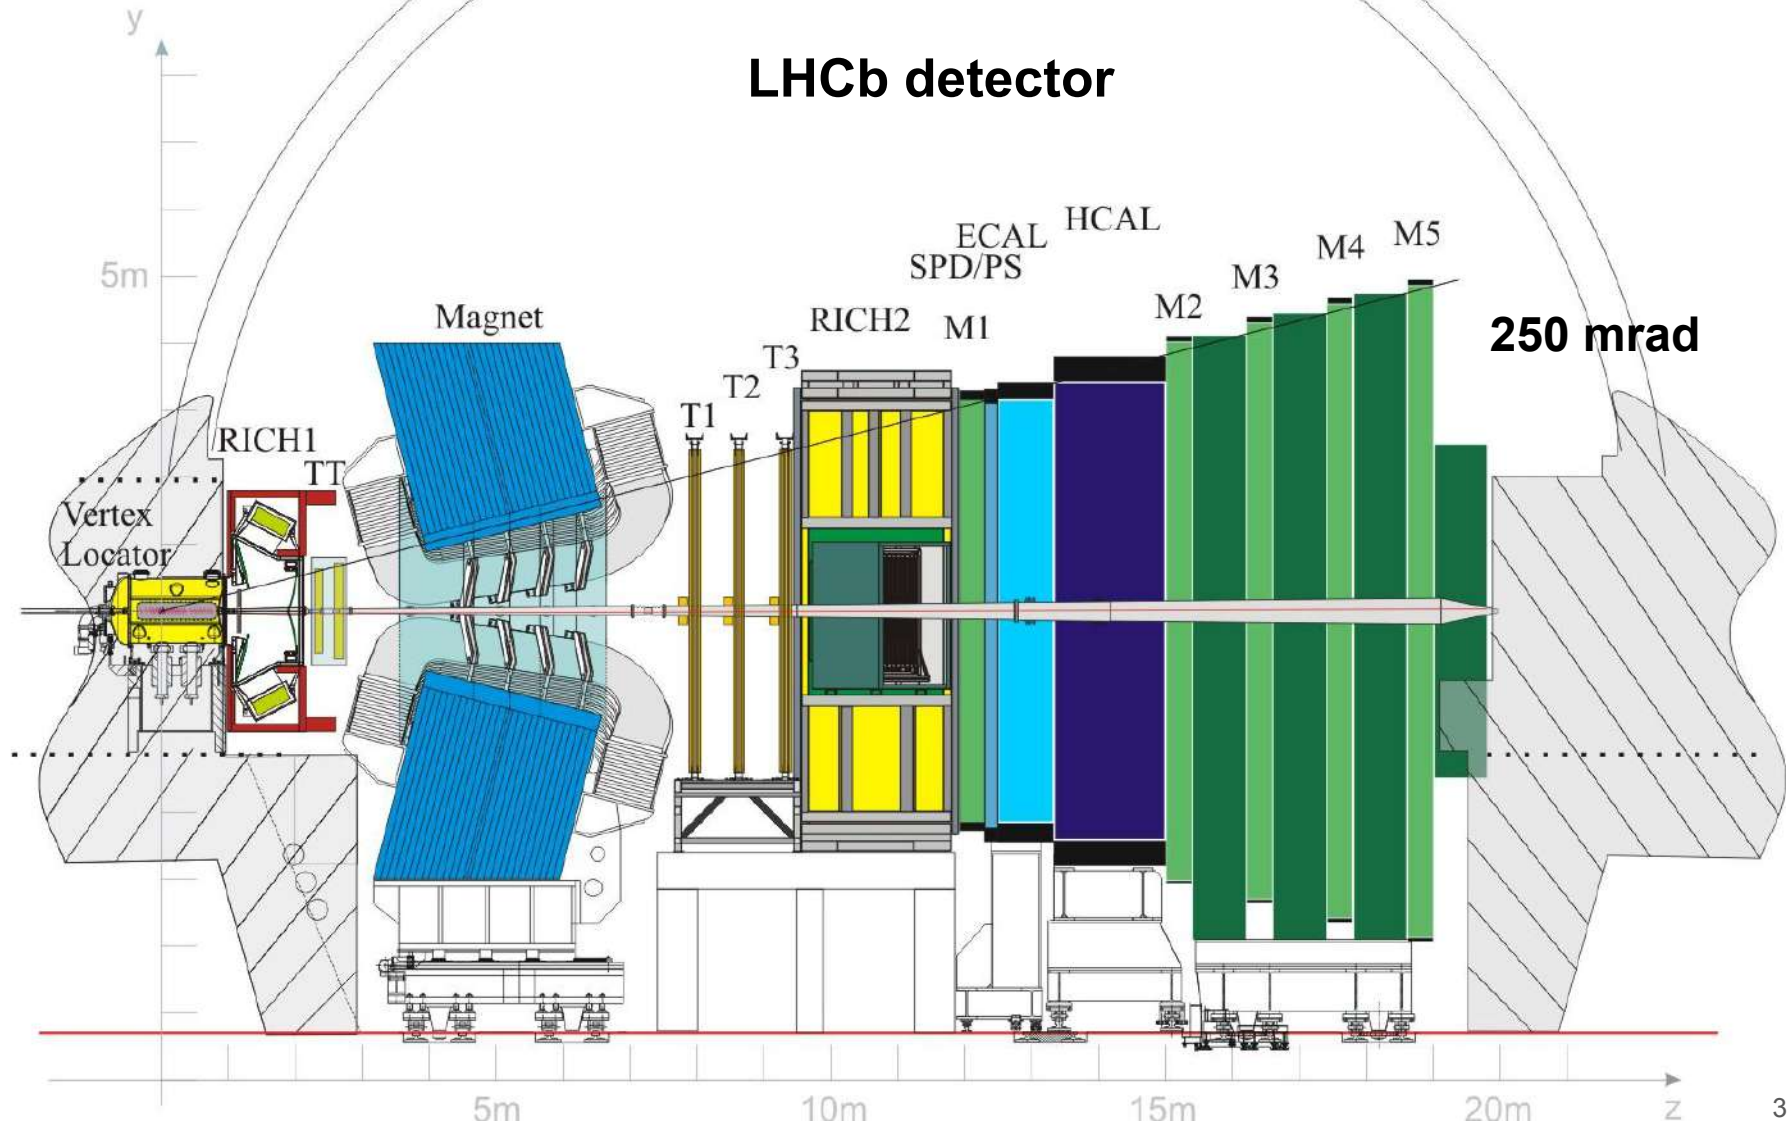 y
LHCb detector
HCAL
ECAL
SPD/PS
M5
M4
M3
5m
M2
Magnet
RICH2
M1
250 mrad
T3
T2
T1
RICH1
TT
Vertex
Locator
5m
10m
15m
20m
z
3